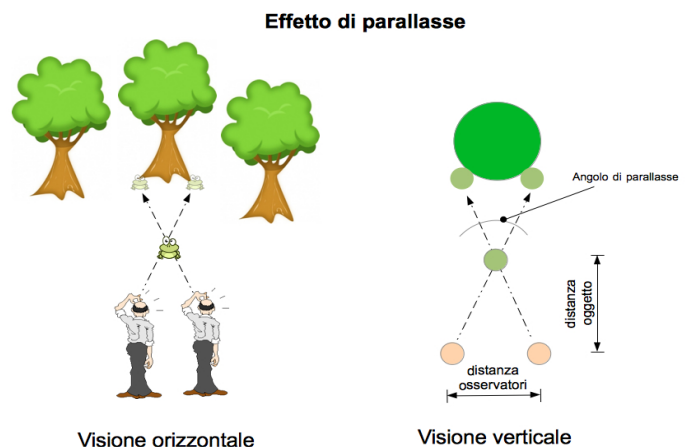 Effetto di parallasse
Angolo di parallasse
distanza
oggetto
distanza
osservatori
Visione orizzontale
Visione verticale